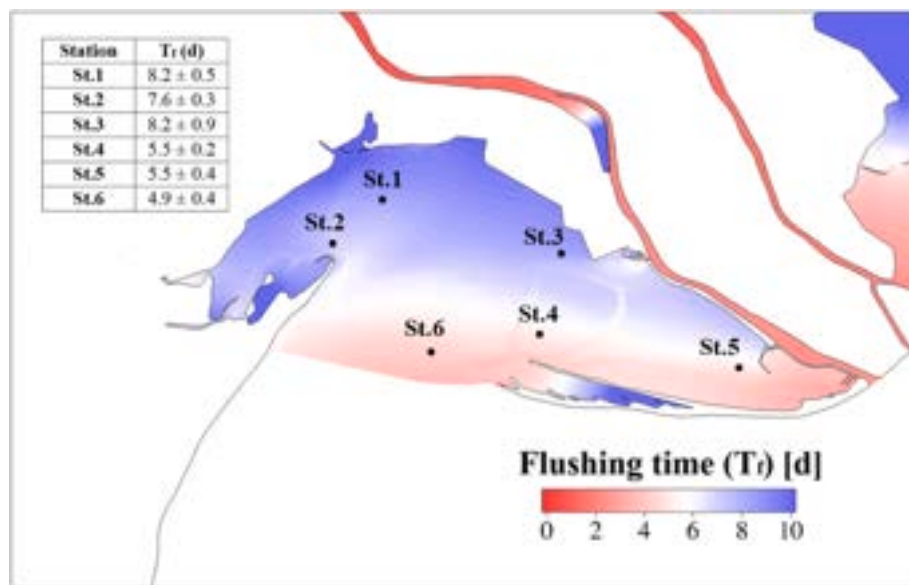 Station Tf (d)
St.1 8.2 ± 0.5
St.2 7.6 ± 0.3
St.3 8.2 ± 0.9
St.4 5.5 ± 0.2
St.5 5.5 ± 0.4
St.6 4.9 ± 0.4
St.1
St.2
St.3
St.4
St.6
St.5
Flushing time (Tf) [d]
0 2 4 6 8 10